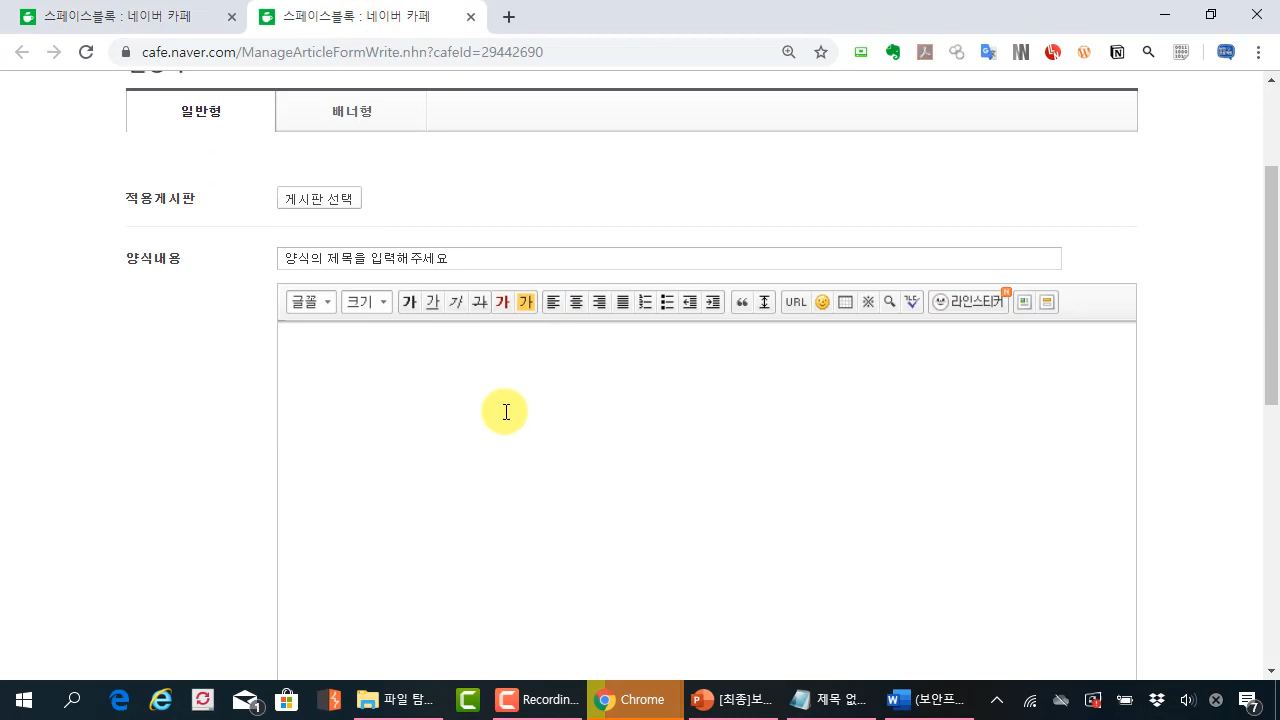 스페이스블록 : 네이버 카페
스페이스블록 : 네이버 카페
cafe.naver.com/ManageArticleFormWrite.nhn?cafeId=29442690
일반형
배너형
적용게시판
게시판 선택
양식내용
양식의 제목을 입력해주세요
글꼴 크기 가 가 가 가 가 가 URL 라인스티커 N
1
파일 탐...
Recordin...
Chrome
[최종]보...
제목 없...
(보안프...
7